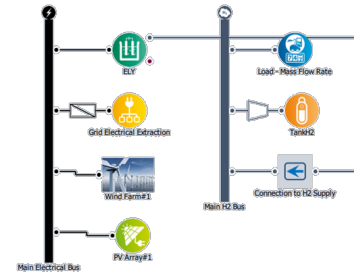 ELY
Load - Mass Flow Rate
Grid Electrical Extraction
TankH2
Wind Farm#1
Connection to H2 Supply
Main H2 Bus
PV Array#1
Main Electrical Bus